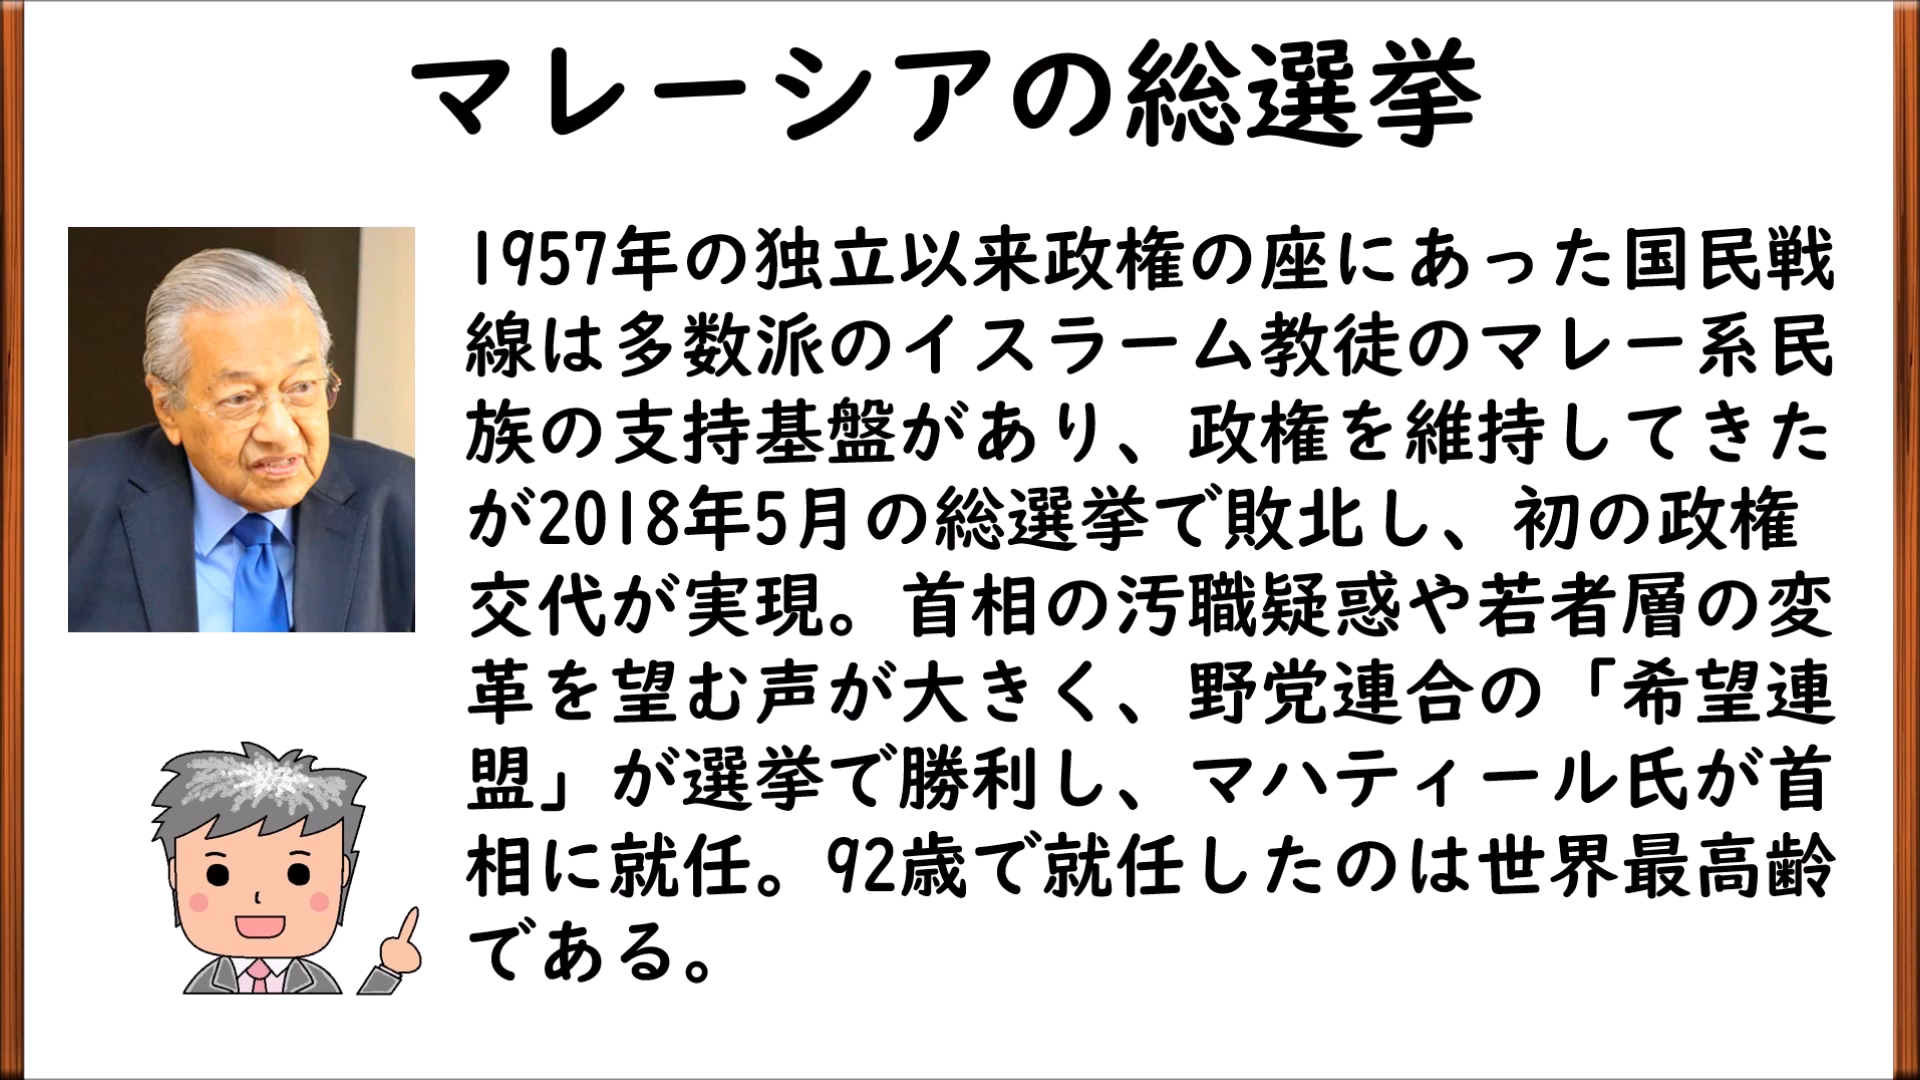 マレーシアの総選挙
1957年の独立以来政権の座にあった国民戦
線は多数派のイスラーム教徒のマレー系民
族の支持基盤があり、政権を維持してきた
が2018年5月の総選挙で敗北し、初の政権
交代が実現。首相の汚職疑惑や若者層の変
革を望む声が大きく、野党連合の「希望連
盟」が選挙で勝利し、マハティール氏が首
相に就任。92歳で就任したのは世界最高齢
である。